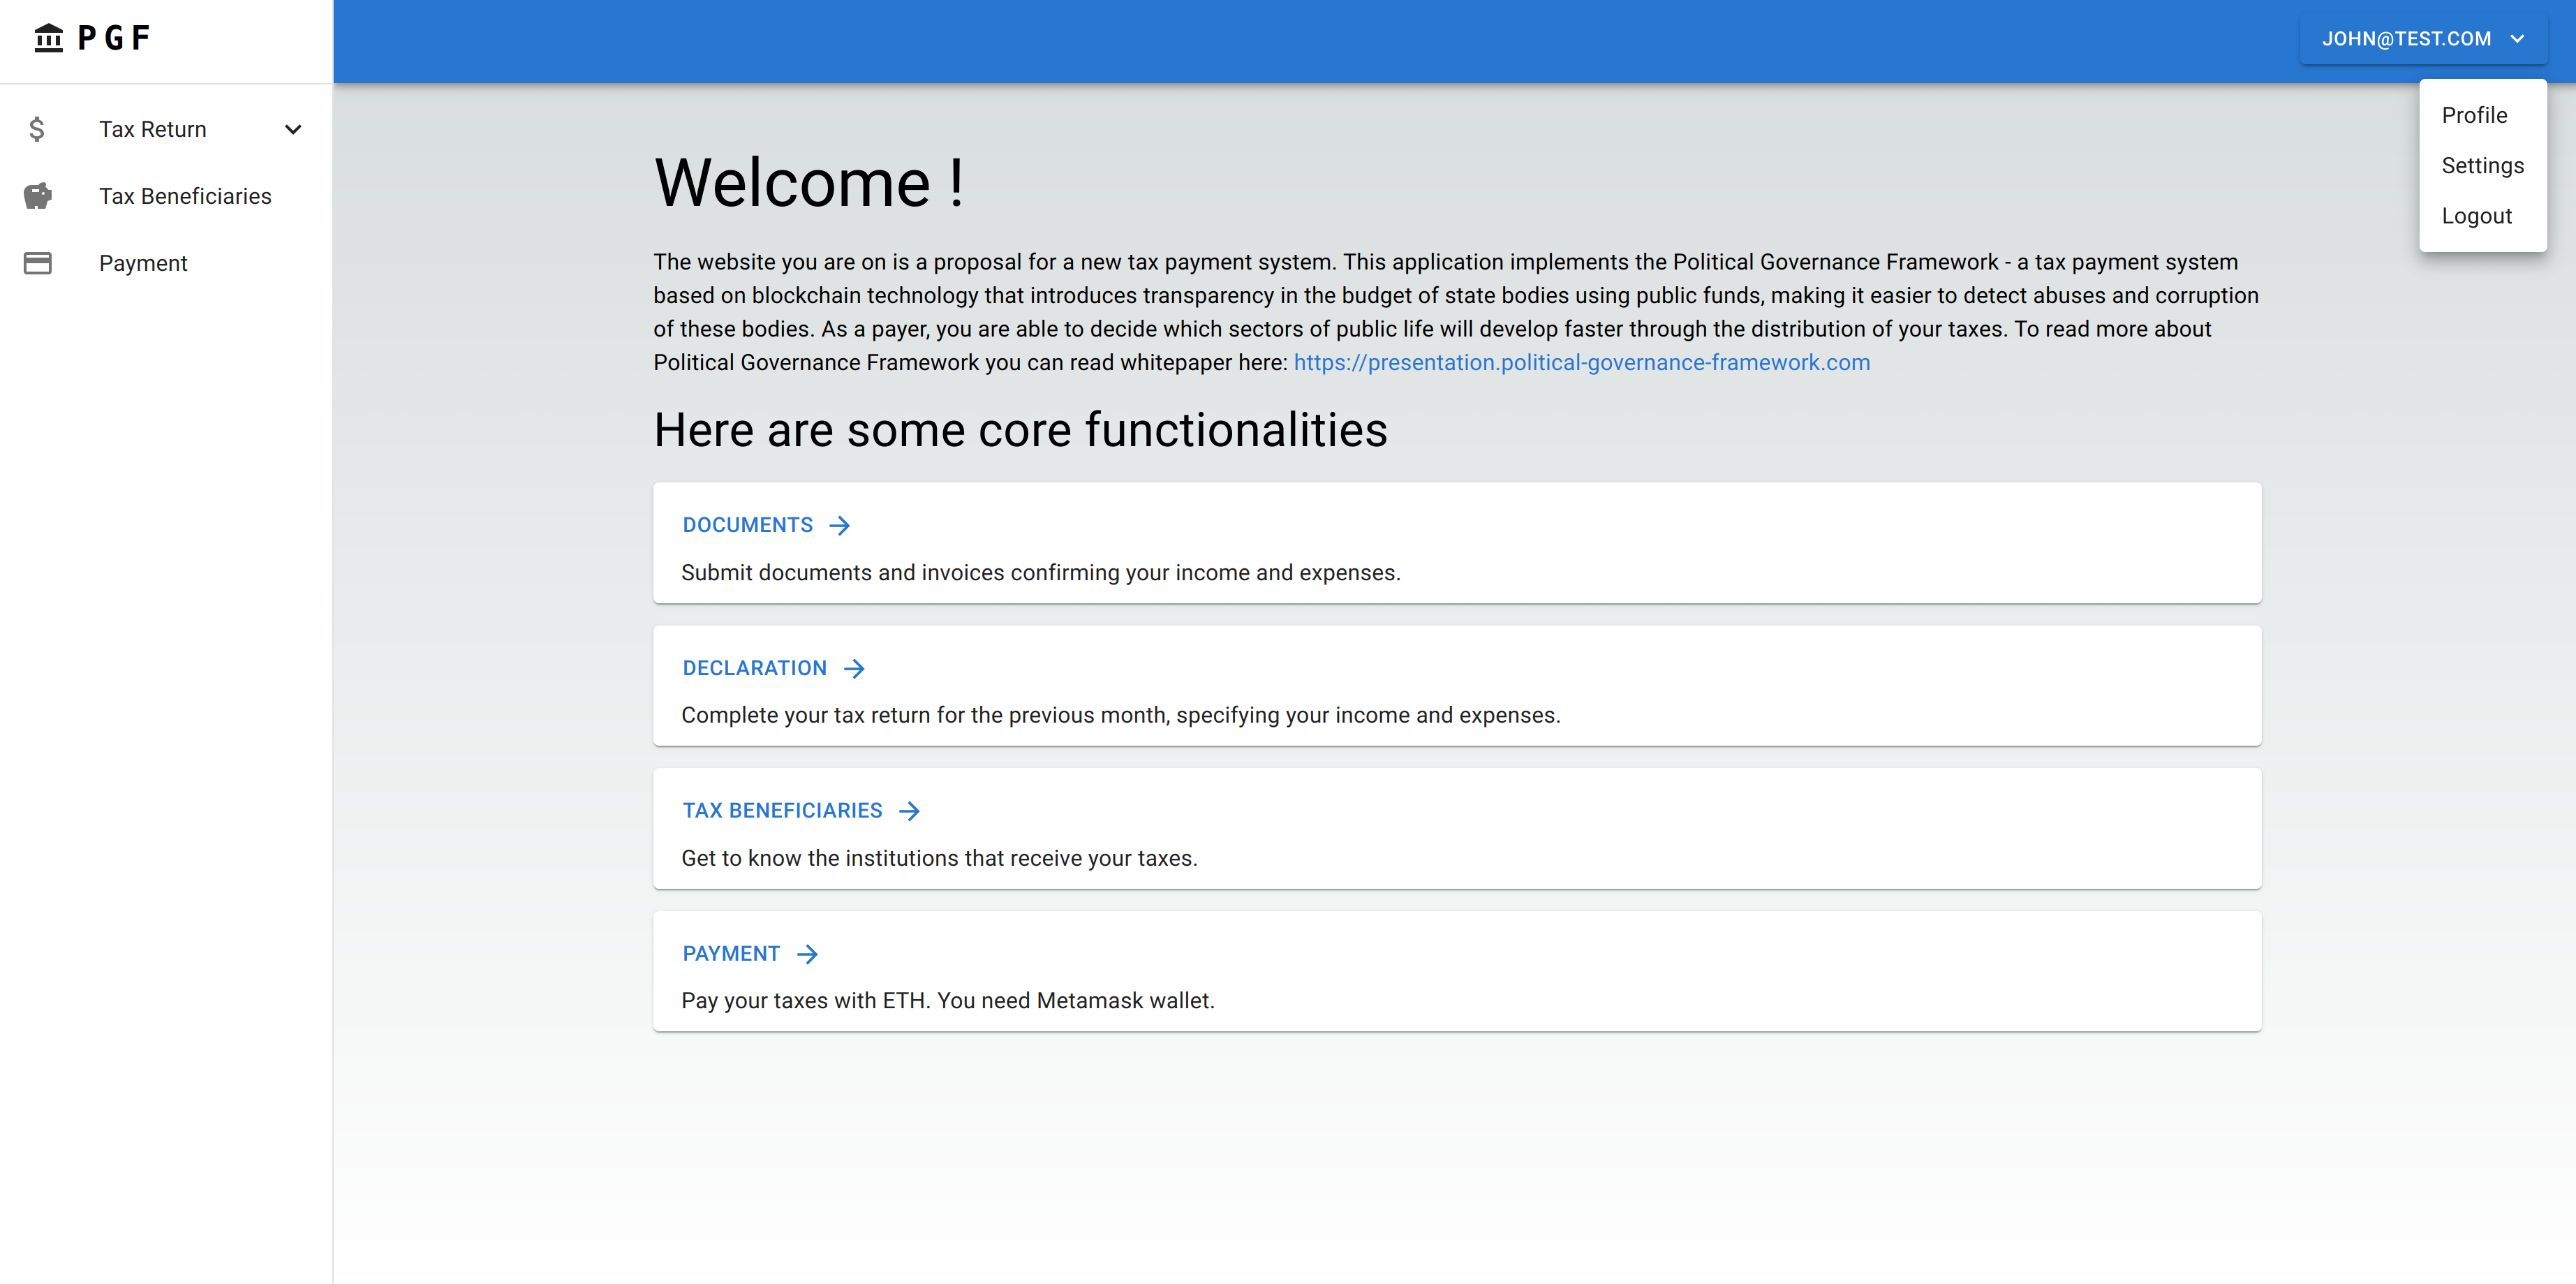 PGF
JOHN@TEST.COM
Profile
Settings
Logout
Tax Return
Tax Beneficiaries
Payment
Welcome !
The website you are on is a proposal for a new tax payment system. This application implements the Political Governance Framework - a tax payment system
based on blockchain technology that introduces transparency in the budget of state bodies using public funds, making it easier to detect abuses and corruption
of these bodies. As a payer, you are able to decide which sectors of public life will develop faster through the distribution of your taxes. To read more about
Political Governance Framework you can read whitepaper here: https://presentation.political-governance-framework.com
Here are some core functionalities
DOCUMENTS
Submit documents and invoices confirming your income and expenses.
DECLARATION
Complete your tax return for the previous month, specifying your income and expenses.
TAX BENEFICIARIES
Get to know the institutions that receive your taxes.
PAYMENT
Pay your taxes with ETH. You need Metamask wallet.